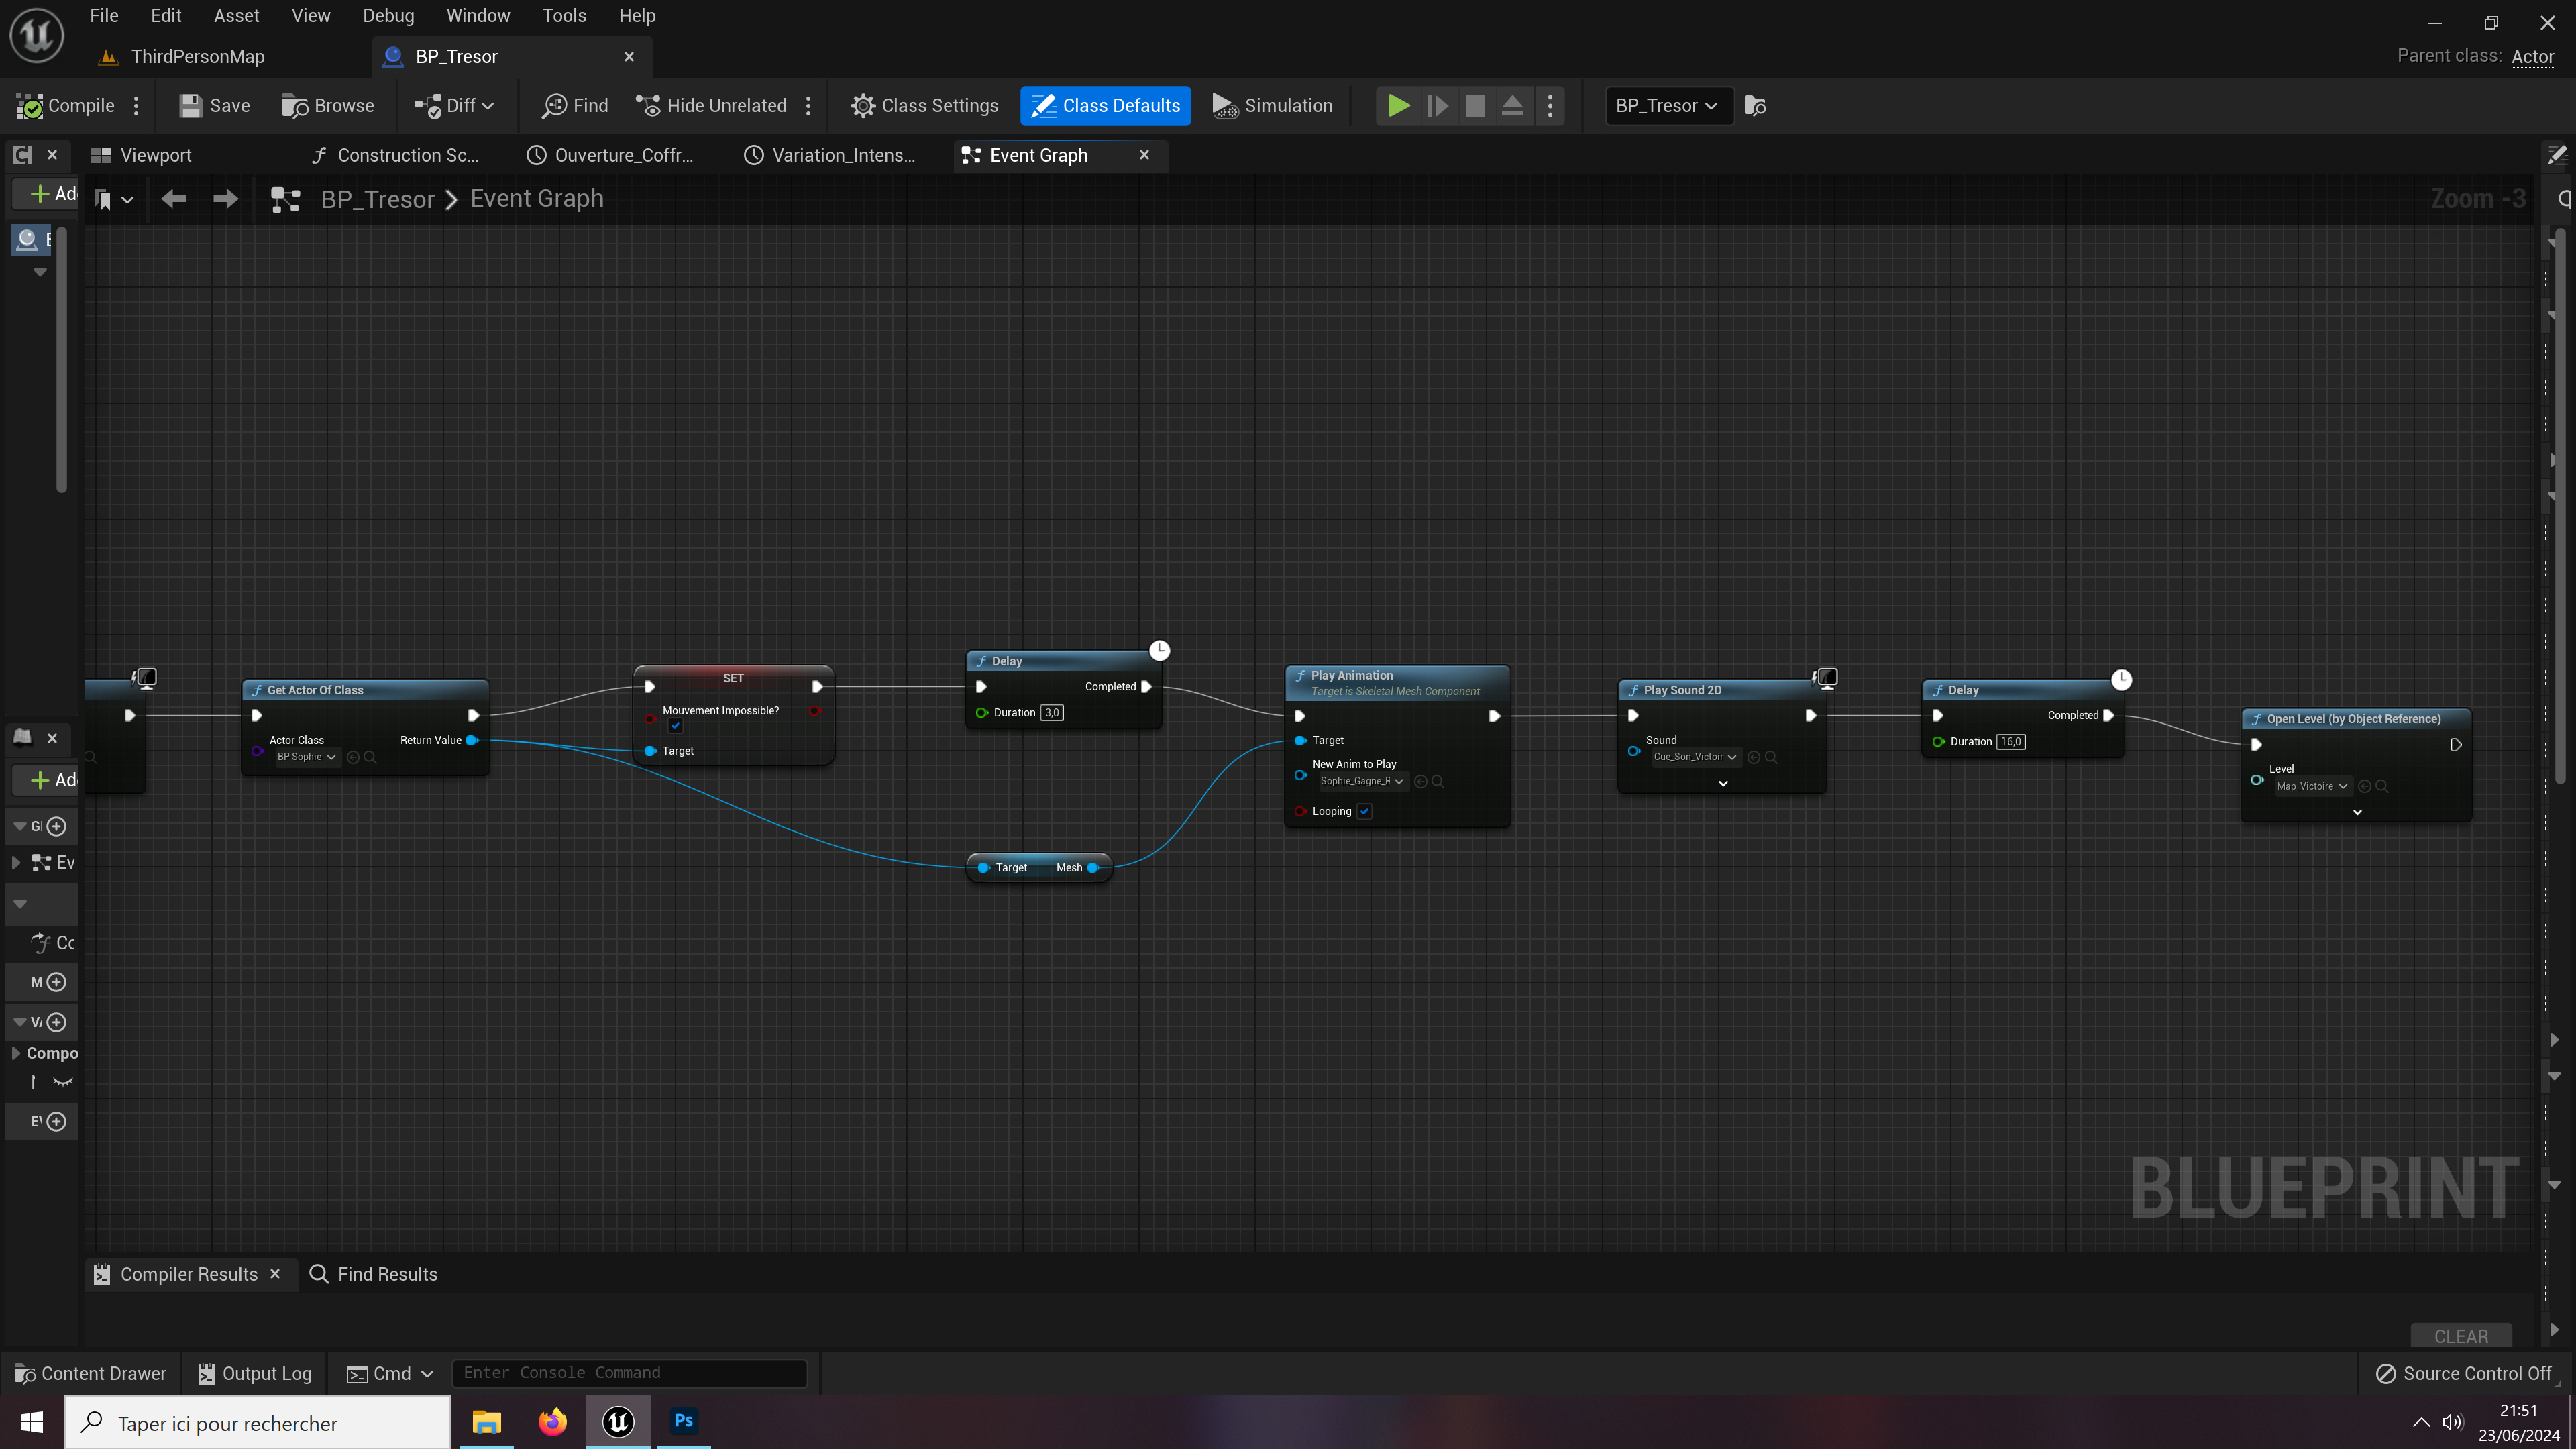 File Edit Asset View Debug Window Tools Help
ThirdPersonMap BP_Tresor
Parent class: Actor
Compile Save Browse Diff Find Hide Unrelated Class Settings Class Defaults Simulation BP_Tresor
Viewport Construction Sc... Ouverture_Coffr... Variation_Intens... Event Graph
BP_Tresor > Event Graph
Zoom -3
Get Actor Of Class
Actor Class
BP Sophie
Return Value
SET
Mouvement Impossible?
Target
Delay
Completed
Duration 3,0
Target Mesh
Play Animation
Target is Skeletal Mesh Component
Target
New Anim to Play
Sophie_Gagne_R
Looping
Play Sound 2D
Sound
Cue_Son_Victoir
Delay
Completed
Duration 16,0
Open Level (by Object Reference)
Level
Map_Victoire
Compo
BLUEPRINT
Compiler Results Find Results
CLEAR
Content Drawer Output Log Cmd Enter Console Command Source Control Off
Taper ici pour rechercher
Ps
21:51
23/06/2024